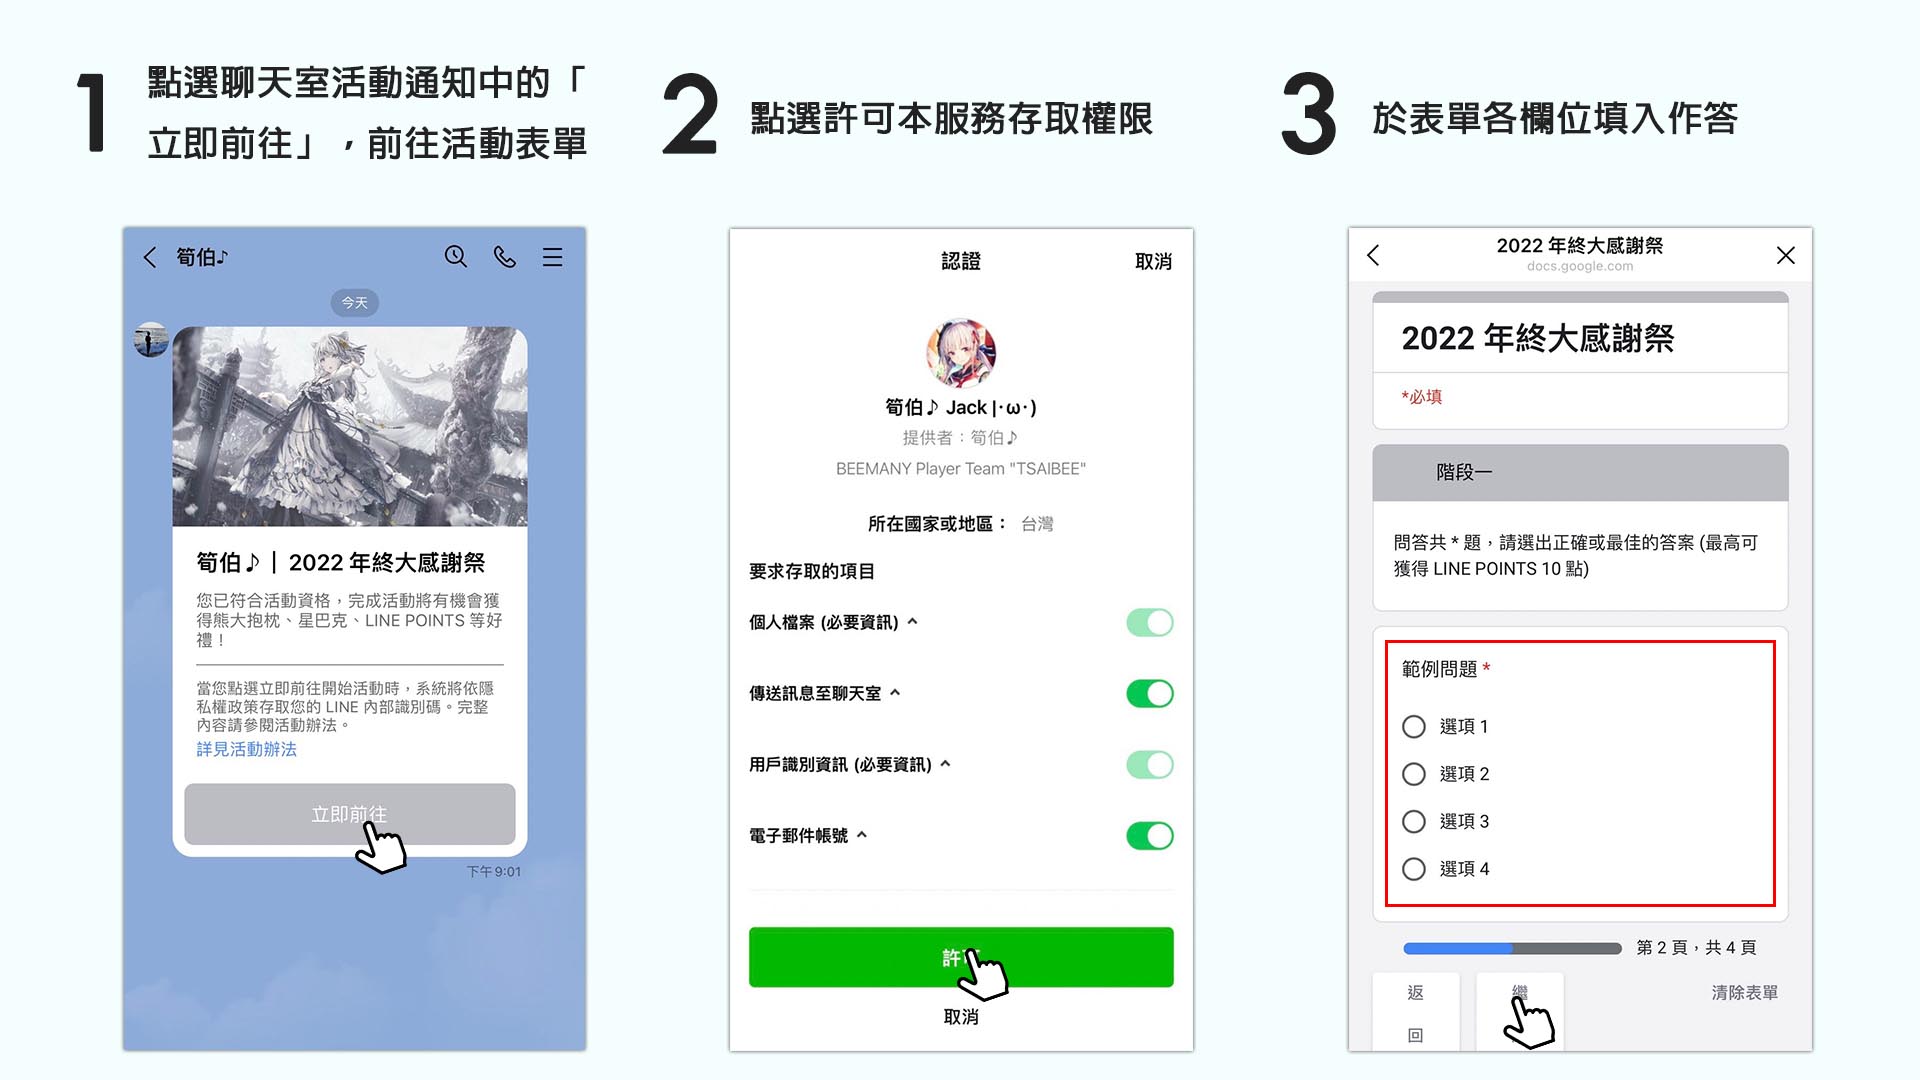 1
點選聊天室活動通知中的「
立即前往」，前往活動表單
2
點選許可本服務存取權限
3
於表單各欄位填入作答
筍伯♪
今天
筍伯♪｜ 2022 年終大感謝祭
您已符合活動資格，完成活動將有機會獲
得熊大抱枕、星巴克、LINE POINTS 等好
禮！
當您點選立即前往開始活動時，系統將依隱
私權政策存取您的 LINE 內部識別碼。完整
內容請參閱活動辦法。
詳見活動辦法
立即前往
下午 9:01
認證
取消
筍伯♪ Jack |･ω･)
提供者：筍伯♪
BEEMANY Player Team "TSAIBEE"
所在國家或地區： 台灣
要求存取的項目
個人檔案 (必要資訊)
傳送訊息至聊天室
用戶識別資訊 (必要資訊)
電子郵件帳號
許可
取消
2022 年終大感謝祭
docs.google.com
2022 年終大感謝祭
*必填
階段一
問答共 * 題，請選出正確或最佳的答案 (最高可
獲得 LINE POINTS 10 點)
範例問題 *
選項 1
選項 2
選項 3
選項 4
第 2 頁，共 4 頁
返
回
繼
清除表單